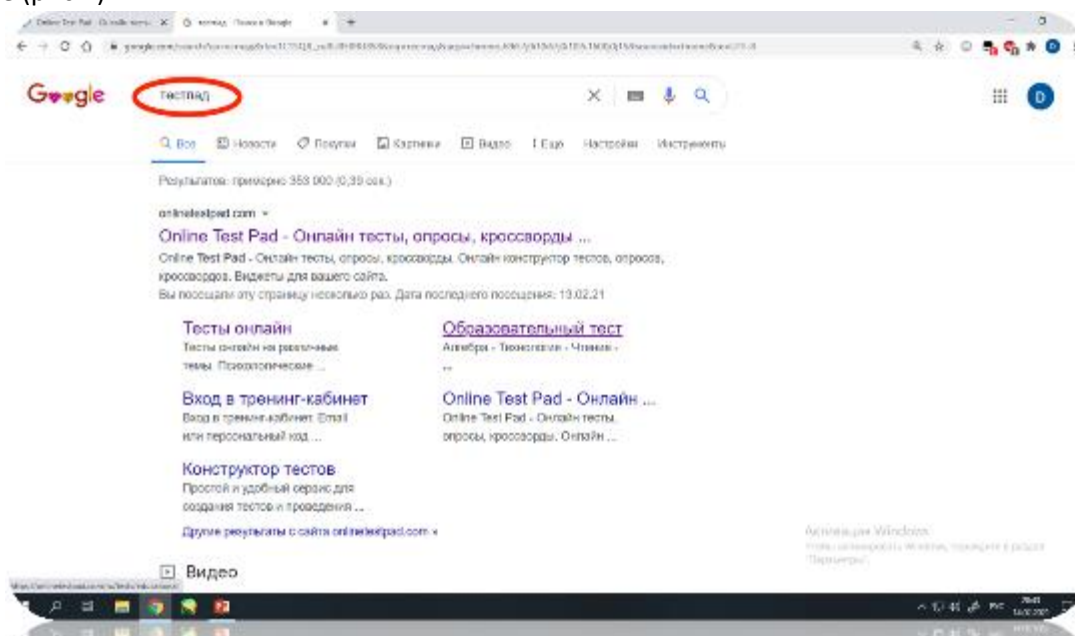 Google
тестпад
Все Новости Покупки Картинки Видео Ещё Настройки Инструменты
Результатов: примерно 353 000 (0,39 сек.)
onlinetestpad.com
Online Test Pad - Онлайн тесты, опросы, кроссворды ...
Online Test Pad - Онлайн тесты, опросы, кроссворды. Онлайн конструктор тестов, опросов,
кроссвордов. Виджеты для вашего сайта.
Вы посещали эту страницу несколько раз. Дата последнего посещения: 13.02.21
Тесты онлайн
Тесты онлайн на различные
темы. Психологические ...
Образовательный тест
Алгебра - Технология - Чтение -
...
Вход в тренинг-кабинет
Вход в тренинг-кабинет. Email
или персональный код ...
Online Test Pad - Онлайн ...
Online Test Pad - Онлайн тесты,
опросы, кроссворды. Онлайн ...
Конструктор тестов
Простой и удобный сервис для
создания тестов и проведения ...
Другие результаты с сайта onlinetestpad.com »
Видео
Активация Windows
D
РУС